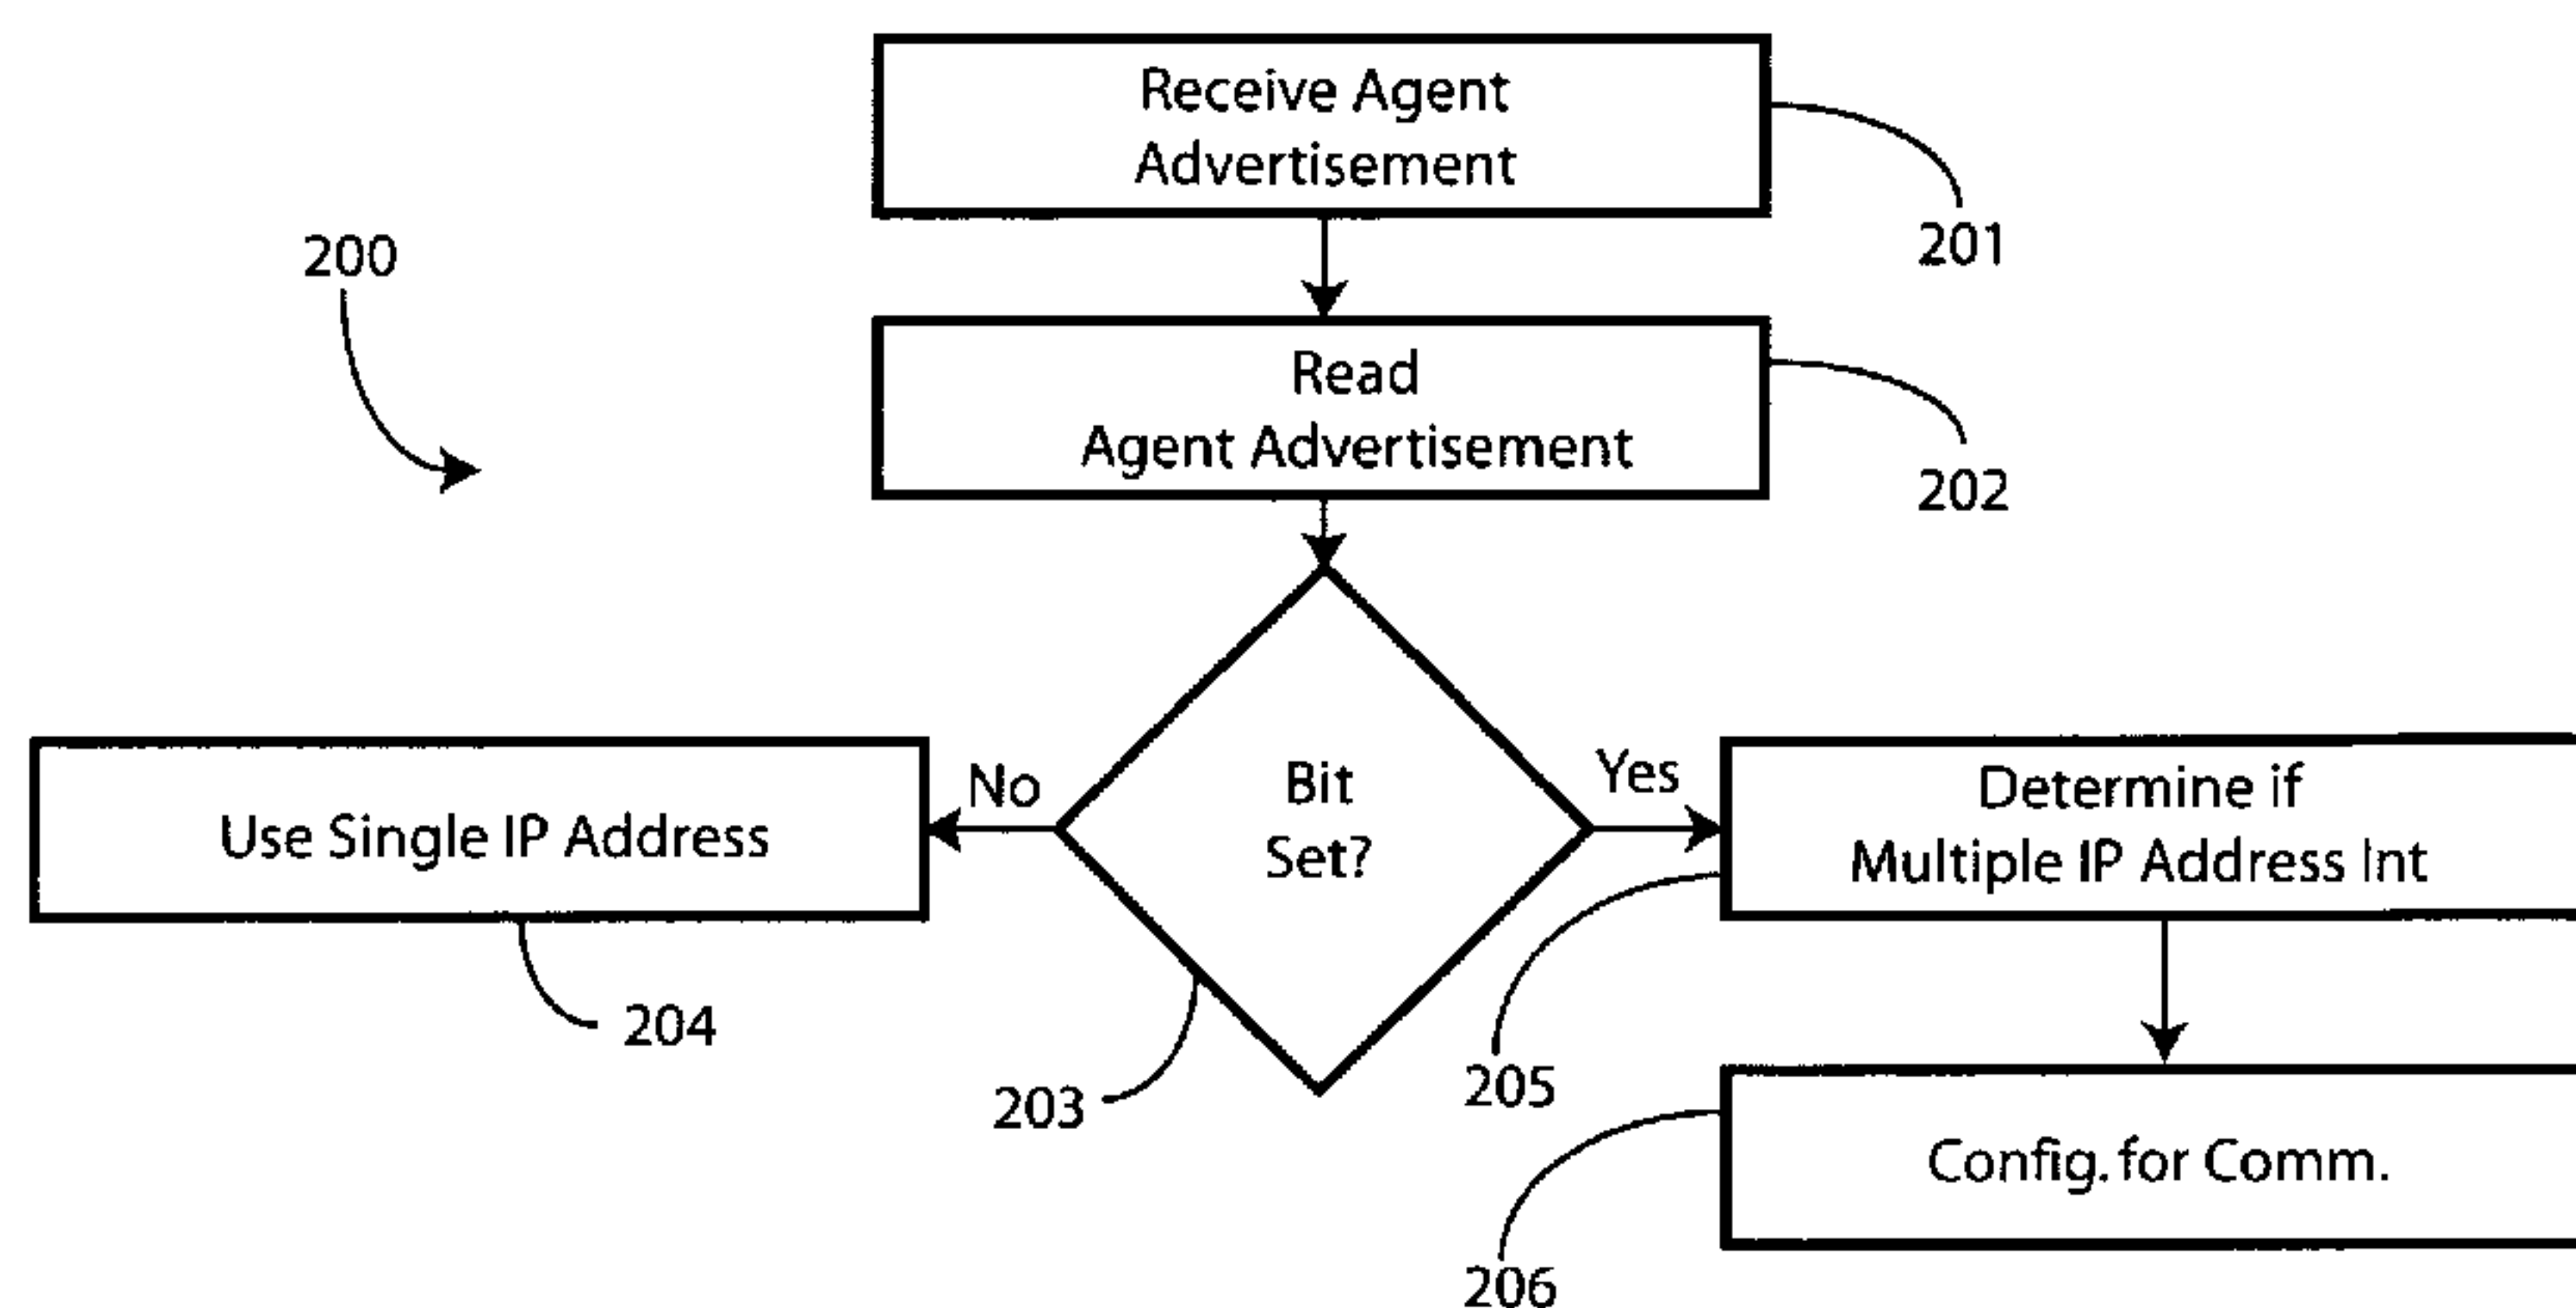 Receive Agent
Advertisement
201
200
Read
Agent Advertisement
202
Bit
Set?
No
Yes
Use Single IP Address
Determine if
Multiple IP Address Int
204
203
205
Config. for Comm.
206